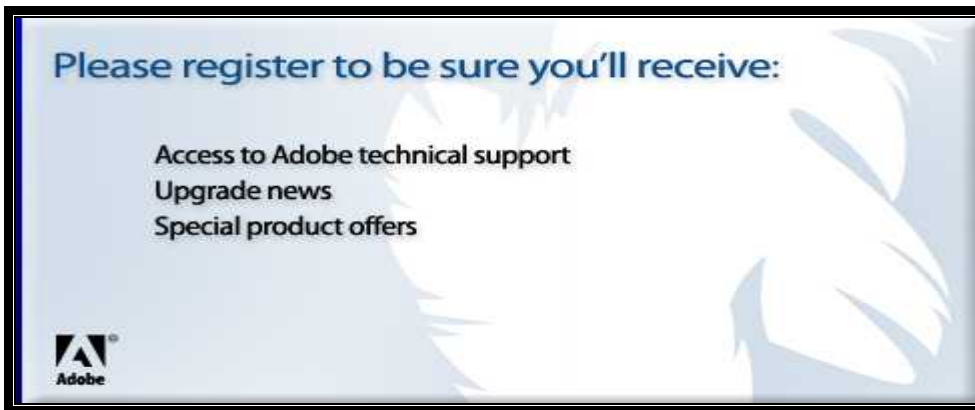 Please register to be sure you'll receive:
Access to Adobe technical support
Upgrade news
Special product offers
Adobe